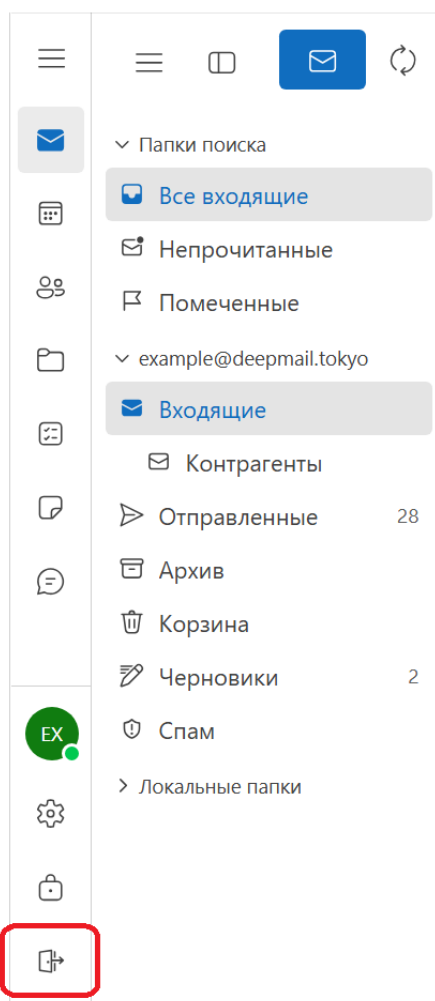 Папки поиска
Все входящие
Непрочитанные
Помеченные
example@deepmail.tokyo
Входящие
Контрагенты
Отправленные 28
Архив
Корзина
Черновики 2
EX
Спам
Локальные папки